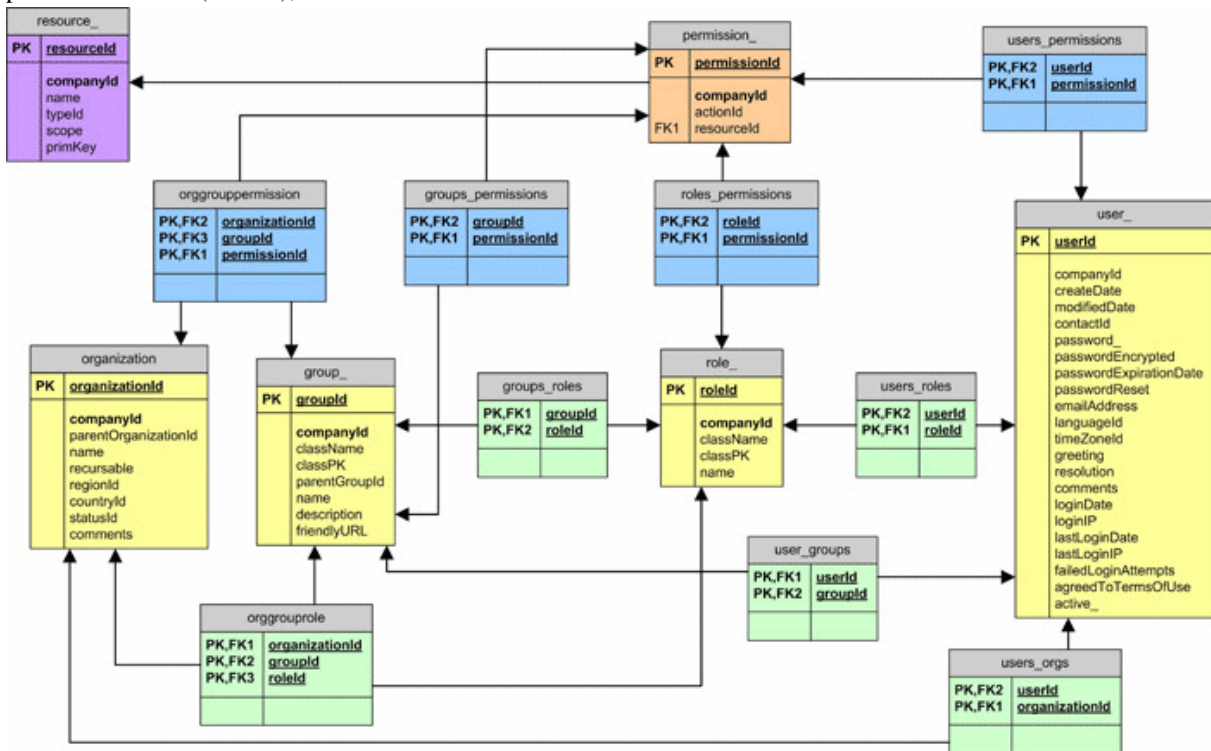 resource_
PK resourceId
companyId
name
typeId
scope
primKey
permission_
PK permissionId
companyId
actionId
FK1 resourceId
users_permissions
PK,FK2 userId
PK,FK1 permissionId
orggrouppermission
PK,FK2 organizationId
PK,FK3 groupId
PK,FK1 permissionId
groups_permissions
PK,FK2 groupId
PK,FK1 permissionId
roles_permissions
PK,FK2 roleId
PK,FK1 permissionId
user_
PK userId
companyId
createDate
modifiedDate
contactId
password_
passwordEncrypted
passwordExpirationDate
passwordReset
emailAddress
languageId
timeZoneId
greeting
resolution
comments
loginDate
loginIP
lastLoginDate
lastLoginIP
failedLoginAttempts
agreedToTermsOfUse
active_
organization
PK organizationId
companyId
parentOrganizationId
name
recursable
regionId
countryId
statusId
comments
group_
PK groupId
companyId
className
classPK
parentGroupId
name
description
friendlyURL
groups_roles
PK,FK1 groupId
PK,FK2 roleId
role_
PK roleId
companyId
className
classPK
name
users_roles
PK,FK2 userId
PK,FK1 roleId
user_groups
PK,FK1 userId
PK,FK2 groupId
orggrouprole
PK,FK1 organizationId
PK,FK2 groupId
PK,FK3 roleId
users_orgs
PK,FK2 userId
PK,FK1 organizationId